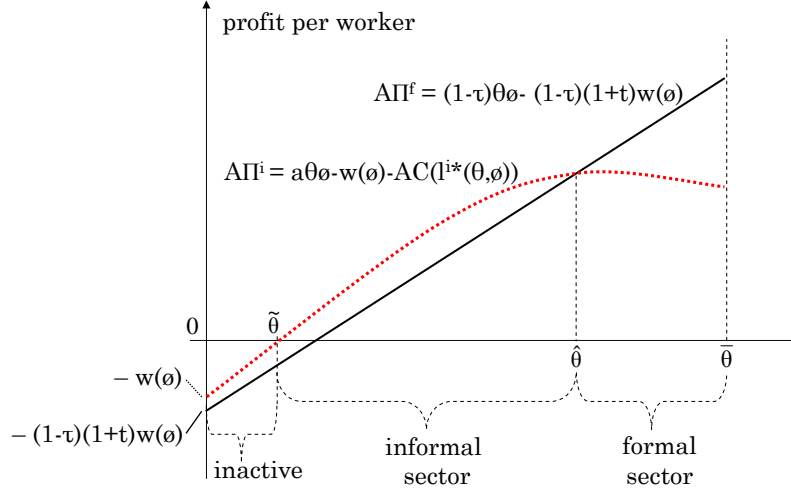 profit per worker
AΠᶠ = (1-τ)θø- (1-τ)(1+t)w(ø)
AΠⁱ = aθø-w(ø)-AC(lⁱ*(θ,ø))
0
θ̃
θ̂
θ̅
– w(ø)
– (1-τ)(1+t)w(ø)
inactive
informal
sector
formal
sector